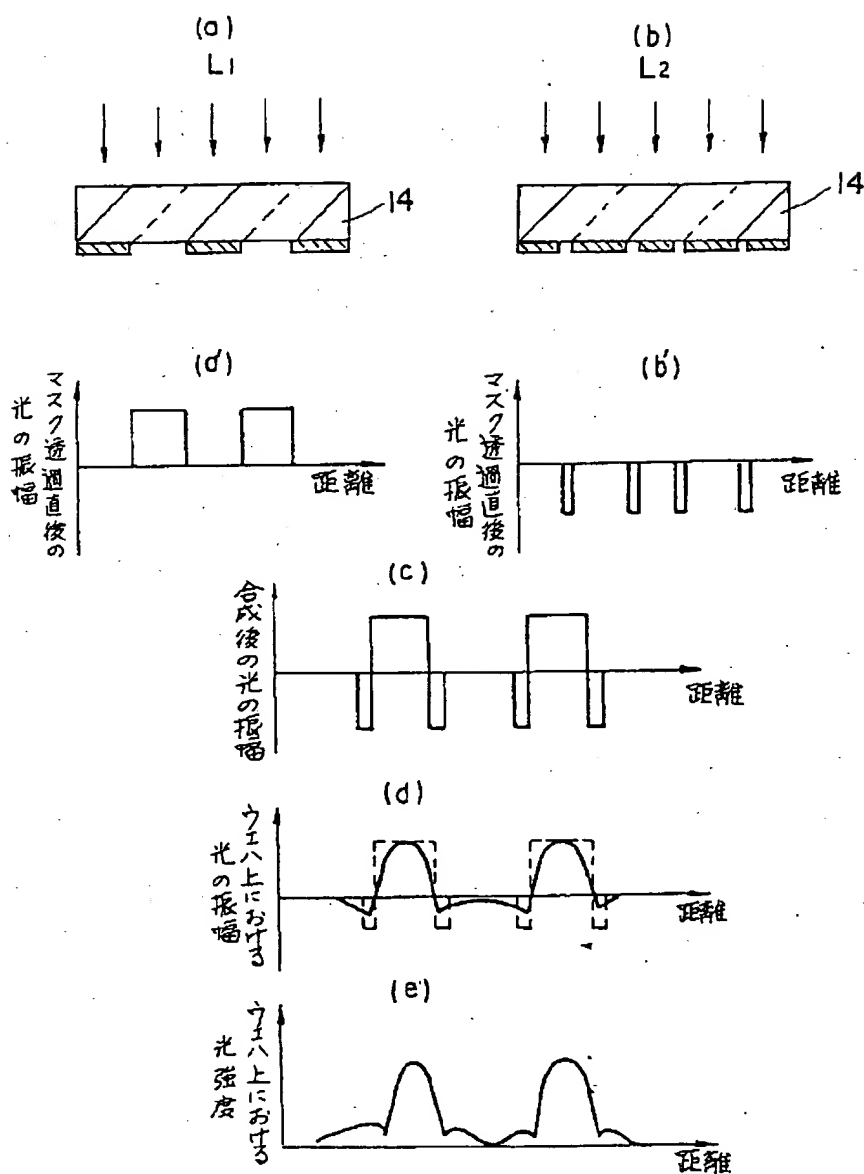 (a)
L1
(b)
L2
14
14
(a')
マスク透過直後の
光の振幅
距離
(b')
マスク透過直後の
光の振幅
距離
(c)
合成後の光の振幅
距離
(d)
ウエハ上における
光の振幅
距離
(e)
ウエハ上における
光強度
距離